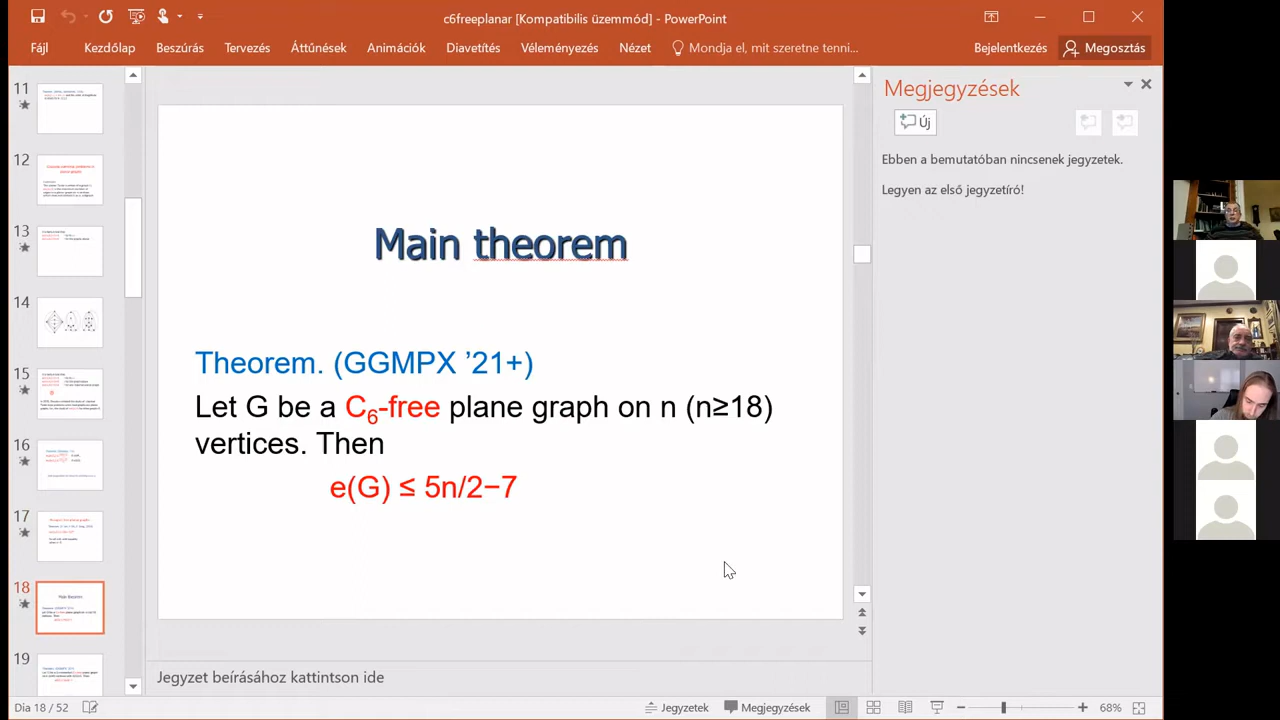 c6freeplanar [Kompatibilis üzemmód] - PowerPoint
Fájl Kezdőlap Beszúrás Tervezés Áttűnések Animációk Diavetítés Véleményezés Nézet Mondja el, mit szeretne tenni... Bejelentkezés Megosztás
11
12
13
14
15
16
17
18
19
Main theorem
Theorem. (GGMPX ’21+)
Let G be a C₆-free plane graph on n (n≥18)
vertices. Then
e(G) ≤ 5n/2−7
Megjegyzések
Új
Ebben a bemutatóban nincsenek jegyzetek.
Legyen az első jegyzetíró!
Jegyzet beírásához kattintson ide
Dia 18 / 52 Jegyzetek Megjegyzések 68%